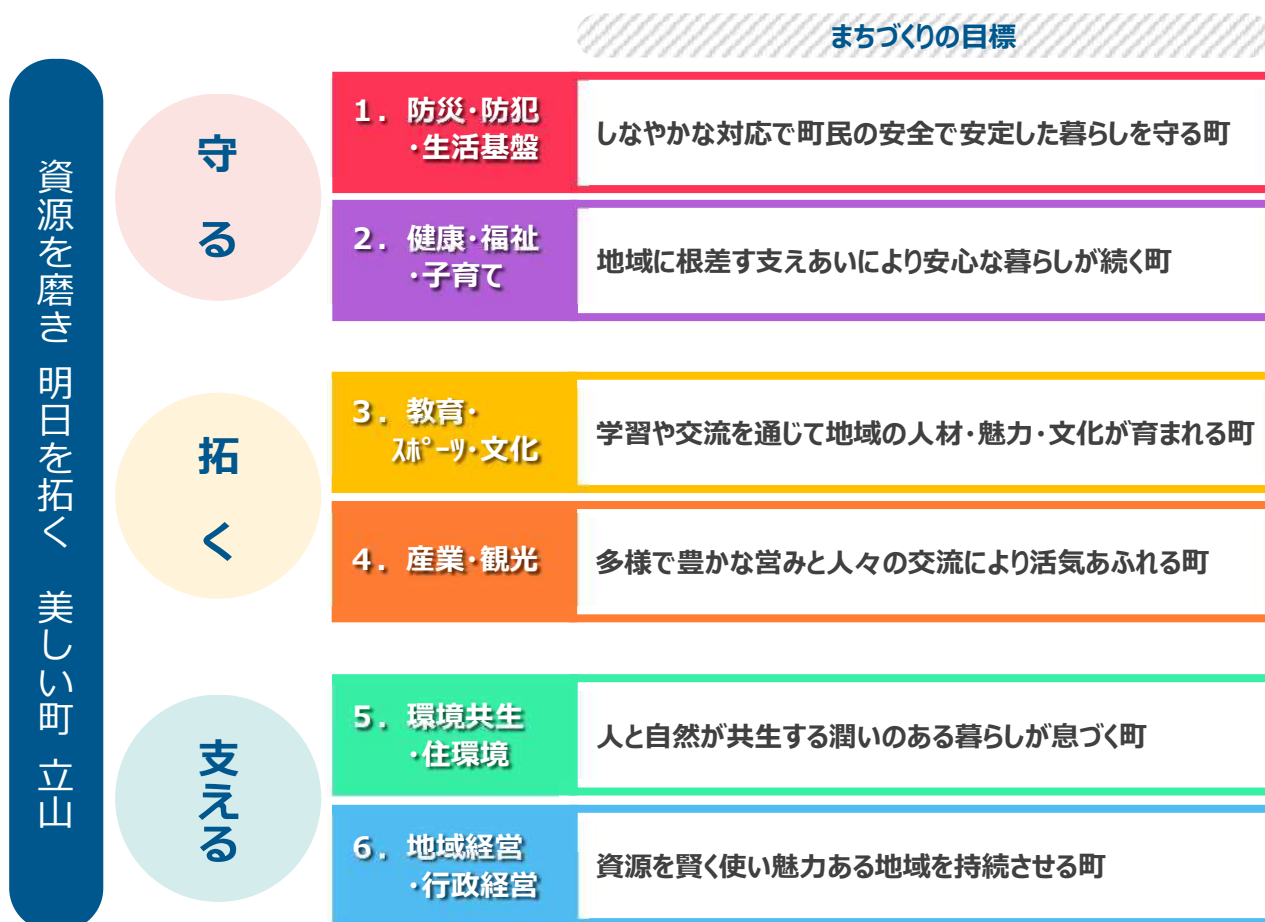 まちづくりの目標
資源を磨き 明日を拓く 美しい町 立山
守る
1. 防災・防犯
・生活基盤
しなやかな対応で町民の安全で安定した暮らしを守る町
2. 健康・福祉
・子育て
地域に根差す支えあいにより安心な暮らしが続く町
拓く
3. 教育・
ｽﾎﾟｰﾂ・文化
学習や交流を通じて地域の人材・魅力・文化が育まれる町
4. 産業・観光
多様で豊かな営みと人々の交流により活気あふれる町
支える
5. 環境共生
・住環境
人と自然が共生する潤いのある暮らしが息づく町
6. 地域経営
・行政経営
資源を賢く使い魅力ある地域を持続させる町